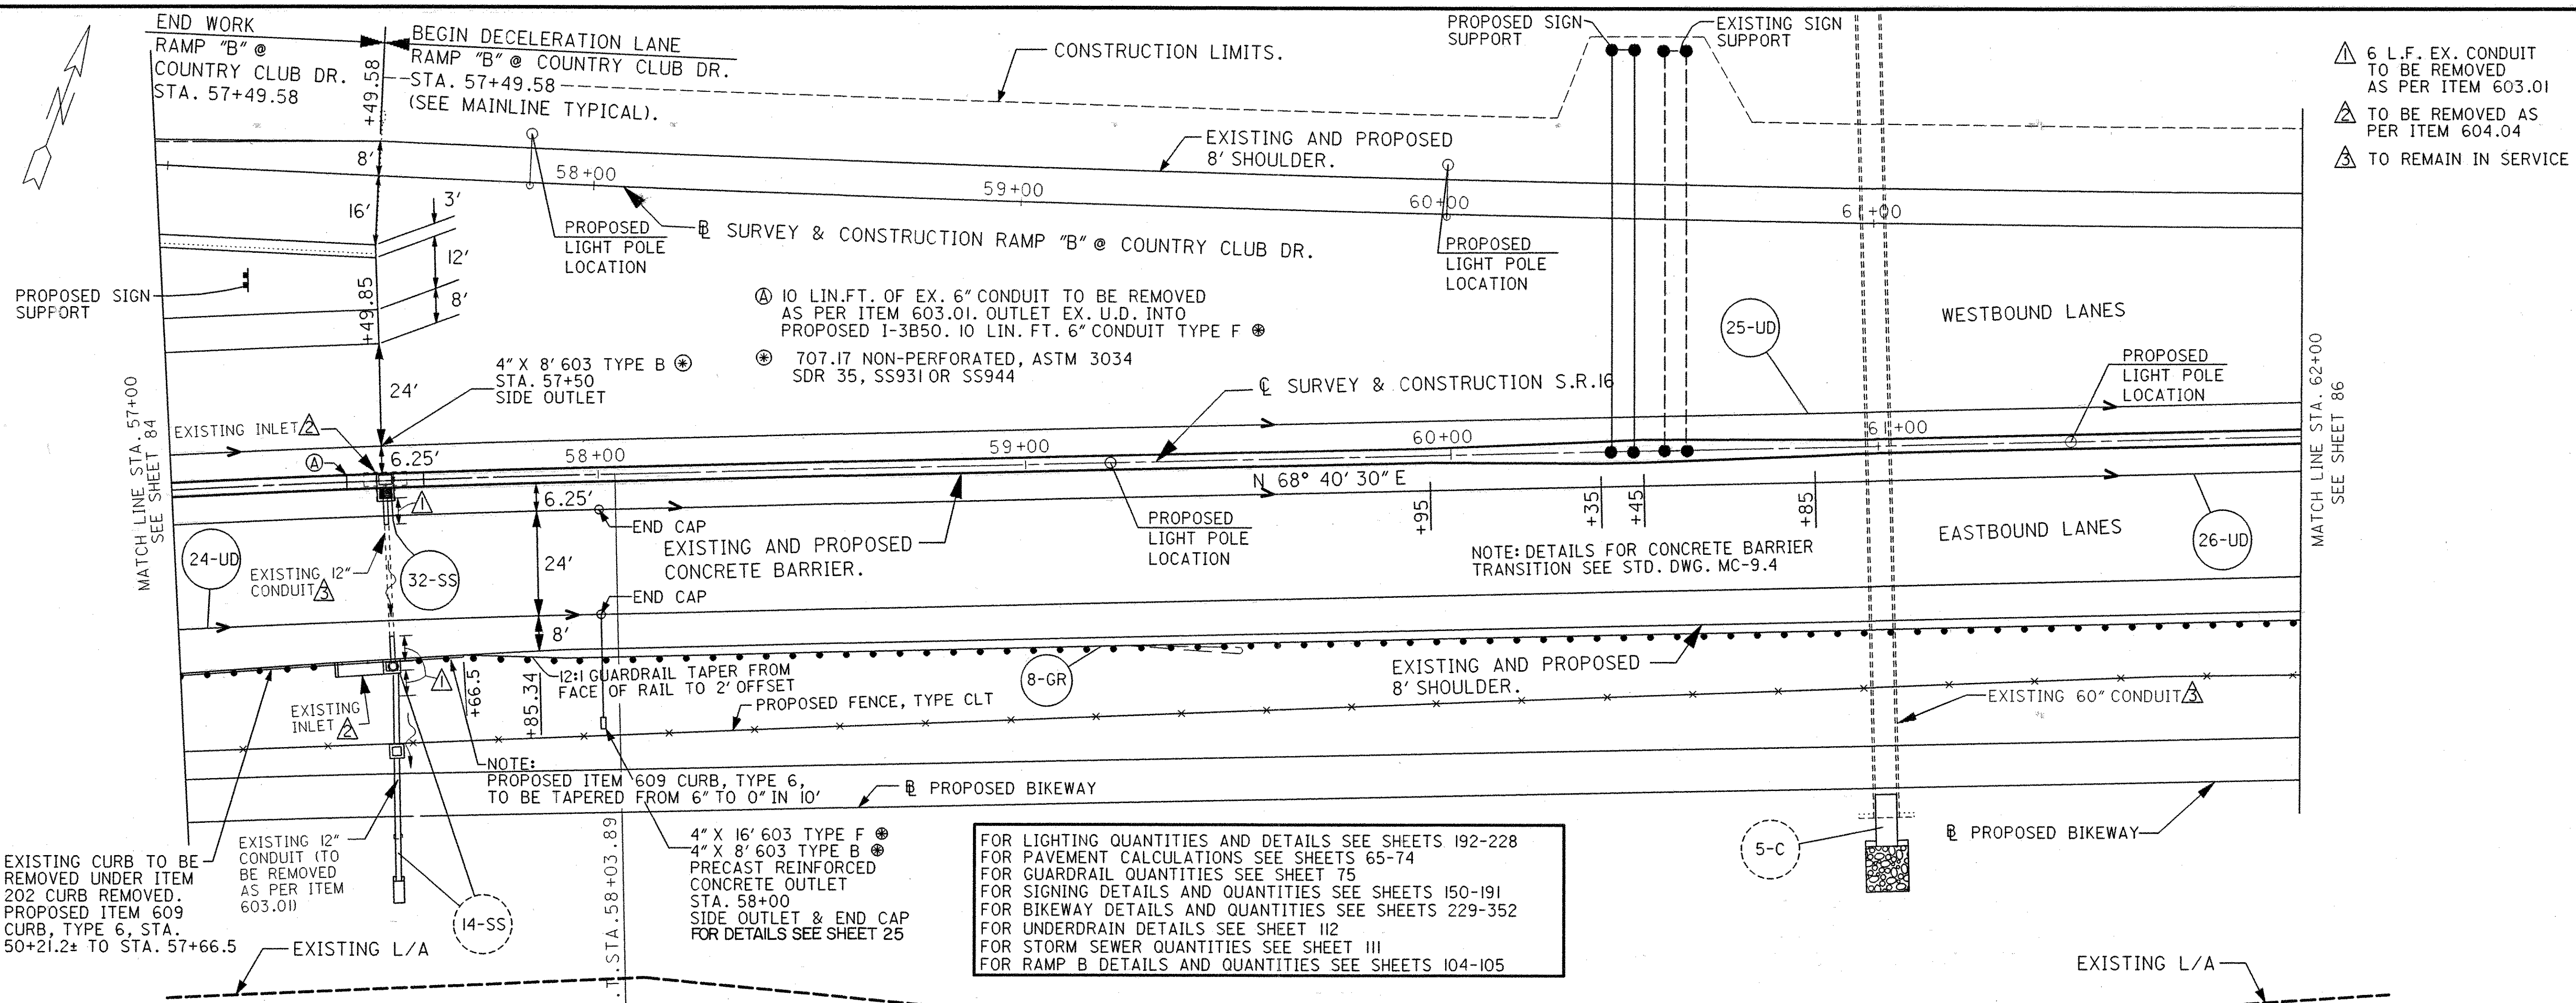 END WORK
RAMP "B" @
COUNTRY CLUB DR.
STA. 57+49.58
+49.58
BEGIN DECELERATION LANE
RAMP "B" @ COUNTRY CLUB DR.
STA. 57+49.58
(SEE MAINLINE TYPICAL).
CONSTRUCTION LIMITS.
PROPOSED SIGN
SUPPORT
EXISTING SIGN
SUPPORT
1 6 L.F. EX. CONDUIT
TO BE REMOVED
AS PER ITEM 603.01
2 TO BE REMOVED AS
PER ITEM 604.04
3 TO REMAIN IN SERVICE
N
8'
16'
3'
12'
8'
+49.85
24'
58+00
59+00
60+00
61+00
EXISTING AND PROPOSED
8' SHOULDER.
PROPOSED
LIGHT POLE
LOCATION
℄ SURVEY & CONSTRUCTION RAMP "B" @ COUNTRY CLUB DR.
PROPOSED
LIGHT POLE
LOCATION
PROPOSED SIGN
SUPPORT
Ⓐ 10 LIN.FT. OF EX. 6" CONDUIT TO BE REMOVED
AS PER ITEM 603.01. OUTLET EX. U.D. INTO
PROPOSED I-3B50. 10 LIN. FT. 6" CONDUIT TYPE F ⊛
⊛ 707.17 NON-PERFORATED, ASTM 3034
SDR 35, SS931 OR SS944
4" X 8' 603 TYPE B ⊛
STA. 57+50
SIDE OUTLET
25-UD
WESTBOUND LANES
PROPOSED
LIGHT POLE
LOCATION
℄ SURVEY & CONSTRUCTION S.R.16
MATCH LINE STA. 57+00
SEE SHEET 84
MATCH LINE STA. 62+00
SEE SHEET 86
EXISTING INLET 2
Ⓐ
6.25'
58+00
59+00
60+00
61+00
N 68° 40' 30" E
1
6.25'
END CAP
24'
EXISTING AND PROPOSED
CONCRETE BARRIER.
PROPOSED
LIGHT POLE
LOCATION
+95
+35
+45
+85
NOTE: DETAILS FOR CONCRETE BARRIER
TRANSITION SEE STD. DWG. MC-9.4
EASTBOUND LANES
26-UD
24-UD
EXISTING 12"
CONDUIT 3
32-SS
END CAP
8'
12:1 GUARDRAIL TAPER FROM
FACE OF RAIL TO 2' OFFSET
8-GR
EXISTING AND PROPOSED
8' SHOULDER.
1
+66.5
+85.34
PROPOSED FENCE, TYPE CLT
EXISTING
INLET 2
EXISTING 60" CONDUIT 3
NOTE:
PROPOSED ITEM 609 CURB, TYPE 6,
TO BE TAPERED FROM 6" TO 0" IN 10'
℄ PROPOSED BIKEWAY
℄ PROPOSED BIKEWAY
5-C
EXISTING CURB TO BE
REMOVED UNDER ITEM
202 CURB REMOVED.
PROPOSED ITEM 609
CURB, TYPE 6, STA.
50+21.2± TO STA. 57+66.5
EXISTING 12"
CONDUIT (TO
BE REMOVED
AS PER ITEM
603.01)
14-SS
.T.STA.58+03.89
4" X 16' 603 TYPE F ⊛
4" X 8' 603 TYPE B ⊛
PRECAST REINFORCED
CONCRETE OUTLET
STA. 58+00
SIDE OUTLET & END CAP
FOR DETAILS SEE SHEET 25
FOR LIGHTING QUANTITIES AND DETAILS SEE SHEETS 192-228
FOR PAVEMENT CALCULATIONS SEE SHEETS 65-74
FOR GUARDRAIL QUANTITIES SEE SHEET 75
FOR SIGNING DETAILS AND QUANTITIES SEE SHEETS 150-191
FOR BIKEWAY DETAILS AND QUANTITIES SEE SHEETS 229-352
FOR UNDERDRAIN DETAILS SEE SHEET 112
FOR STORM SEWER QUANTITIES SEE SHEET 111
FOR RAMP B DETAILS AND QUANTITIES SEE SHEETS 104-105
EXISTING L/A
EXISTING L/A